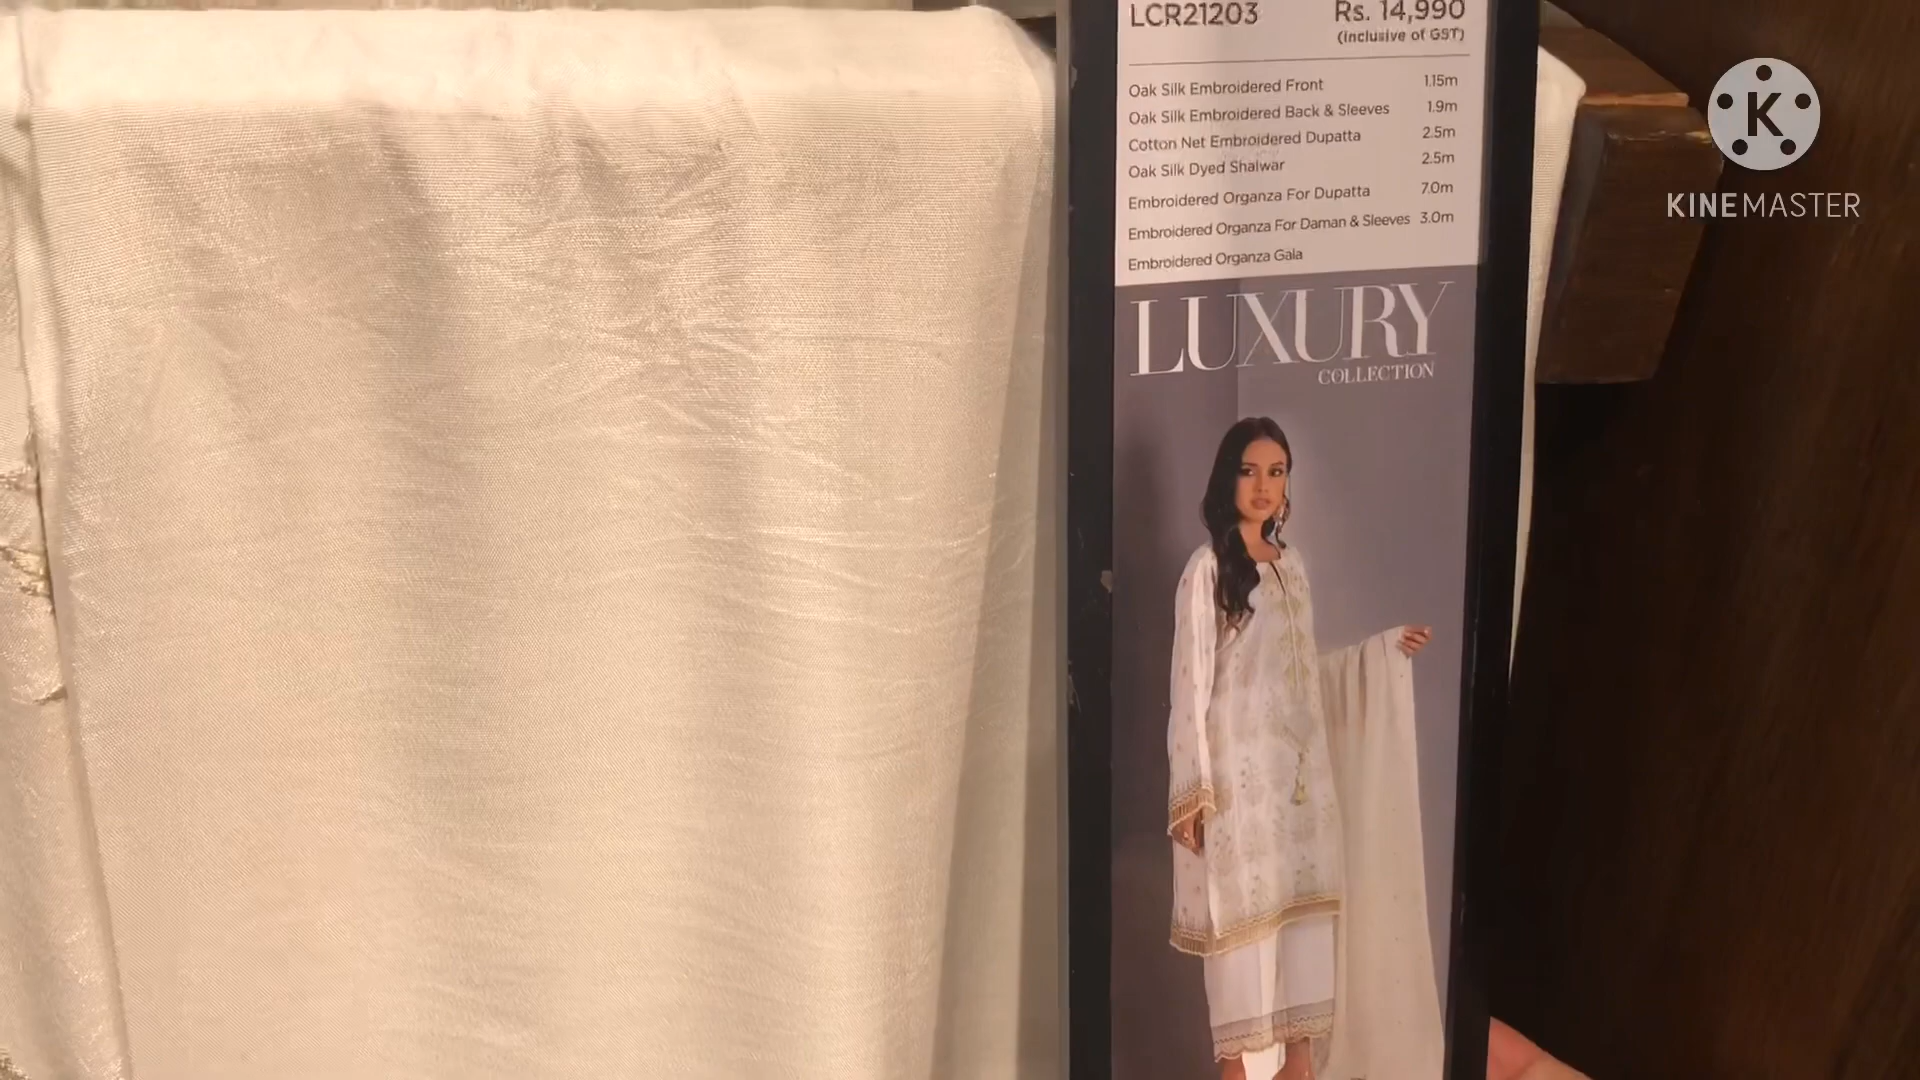 LCR21203 Rs. 14,990
(inclusive of GST)
Oak Silk Embroidered Front 1.15m
Oak Silk Embroidered Back & Sleeves 1.9m
Cotton Net Embroidered Dupatta 2.5m
Oak Silk Dyed Shalwar 2.5m
Embroidered Organza For Dupatta 7.0m
Embroidered Organza For Daman & Sleeves 3.0m
Embroidered Organza Gala
LUXURY
COLLECTION
K
KINEMASTER